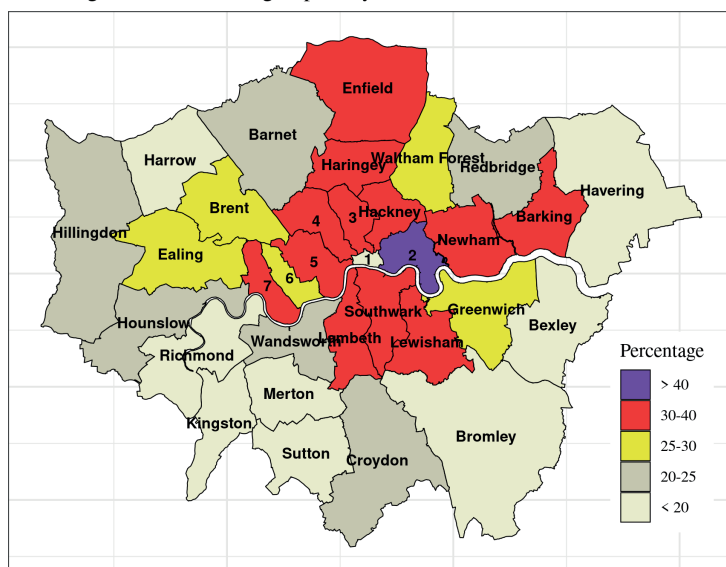 Enfield
Barnet
Harrow
Haringey
Waltham Forest
Redbridge
Havering
Brent
4
3
Hackney
Barking
Hillingdon
Ealing
Newham
1
2
5
6
7
Hounslow
Southwark
Greenwich
Bexley
Richmond
Wandsworth
Lambeth
Lewisham
Merton
Kingston
Sutton
Croydon
Bromley
Percentage
> 40
30-40
25-30
20-25
< 20